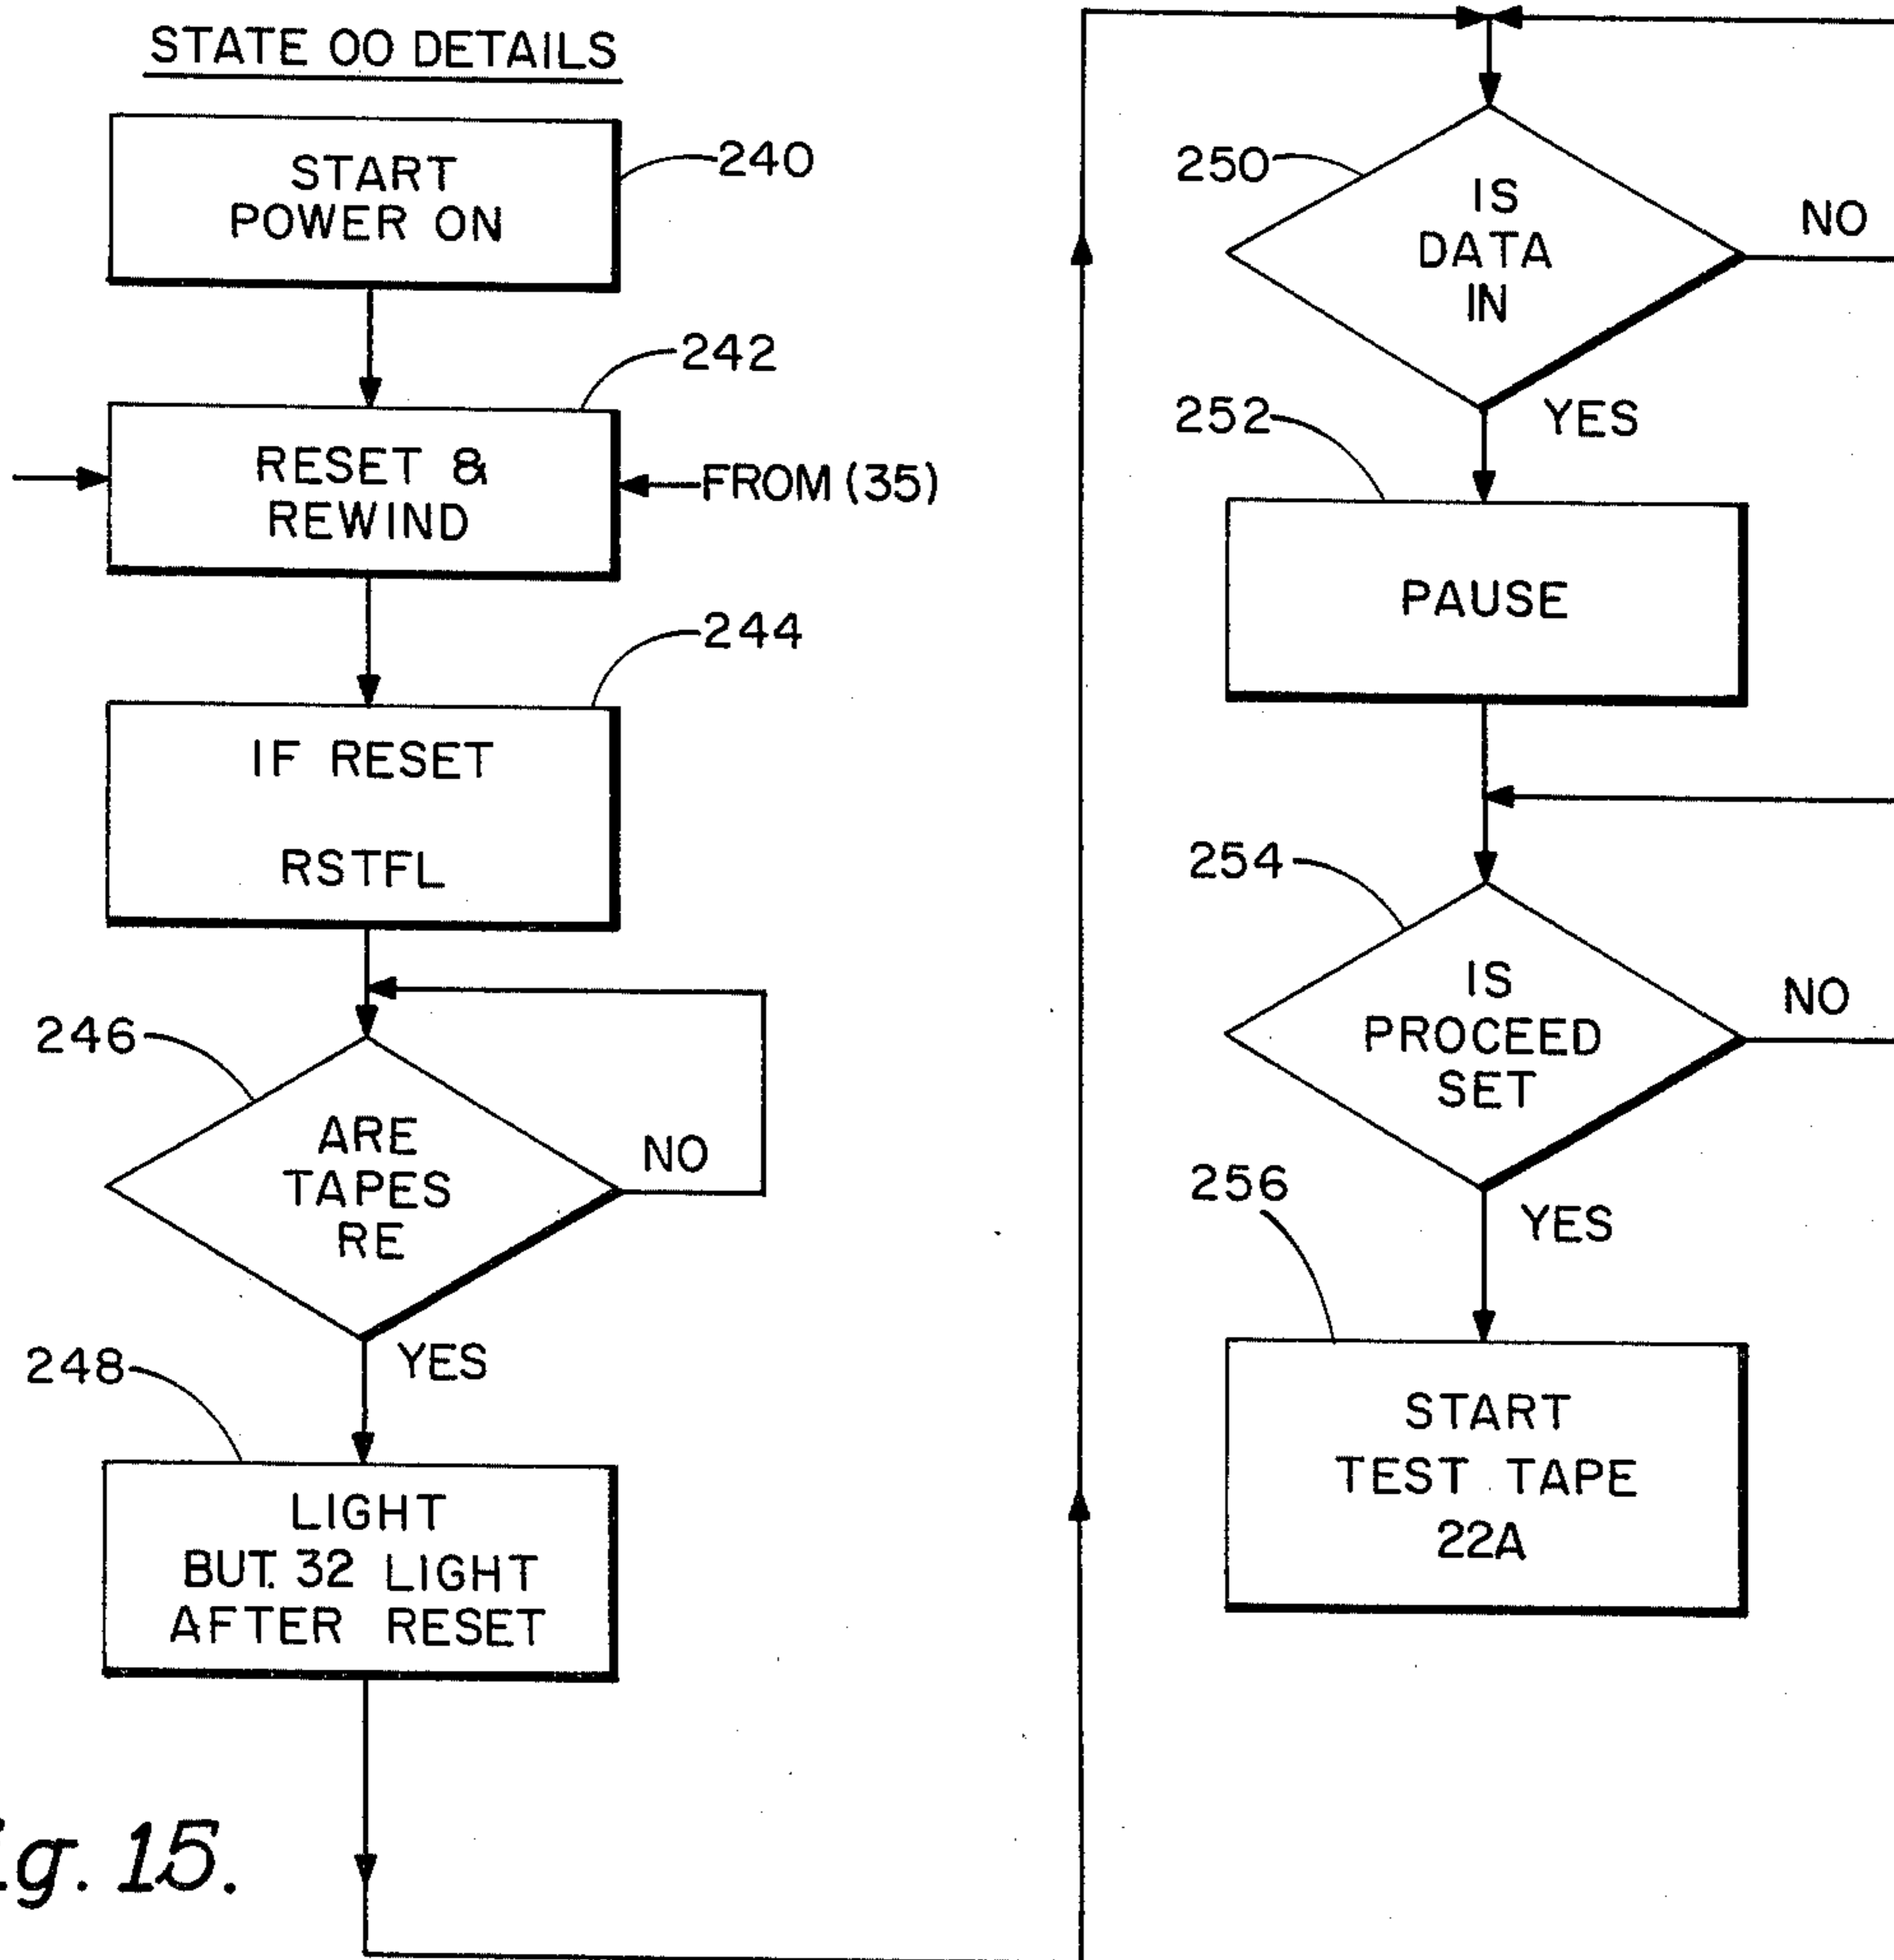 STATE 00 DETAILS
START
POWER ON
240
242
RESET &
REWIND
FROM (35)
244
IF RESET
RSTFL
246
ARE
TAPES
RE
NO
YES
248
LIGHT
BUT. 32 LIGHT
AFTER RESET
250
IS
DATA
IN
NO
YES
252
PAUSE
254
IS
PROCEED
SET
NO
YES
256
START
TEST TAPE
22A
ig. 15.